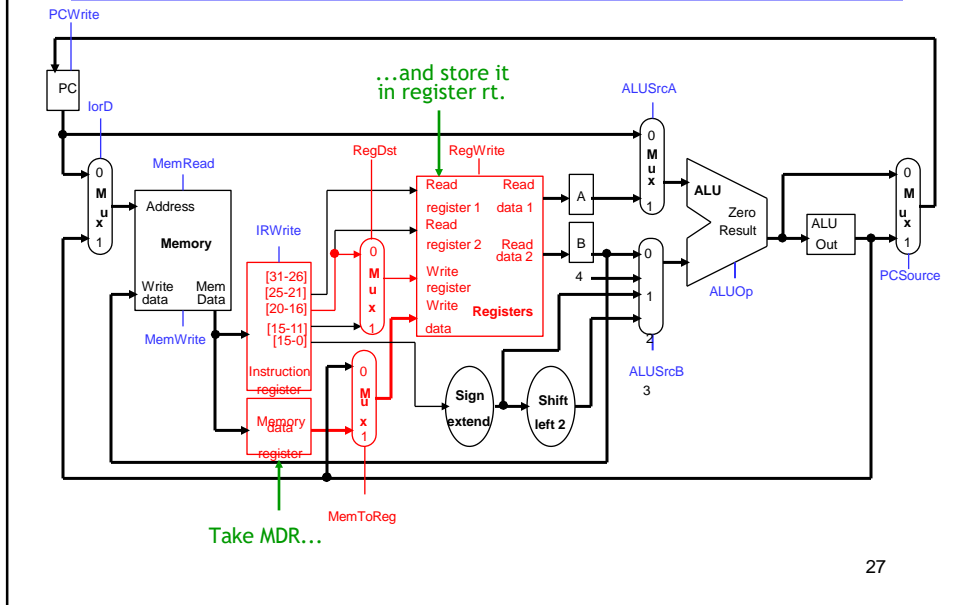 PCWrite
PC
...and store it
in register rt.
ALUSrcA
IorD
0
M
u
x
1
MemRead
Address
Memory
Write
data
Mem
Data
MemWrite
IRWrite
[31-26]
[25-21]
[20-16]
[15-11]
[15-0]
Instruction
register
Memory
data
register
RegDst
0
M
u
x
1
0
M
u
x
1
MemToReg
RegWrite
Read
register 1
Read
register 2
Write
register
Write
data
Read
data 1
Read
data 2
Registers
A
B
4
Sign
extend
Shift
left 2
0
M
u
x
1
0
1
2
3
ALUSrcB
ALU
Zero
Result
ALUOp
ALU
Out
0
M
u
x
1
PCSource
Take MDR...
27